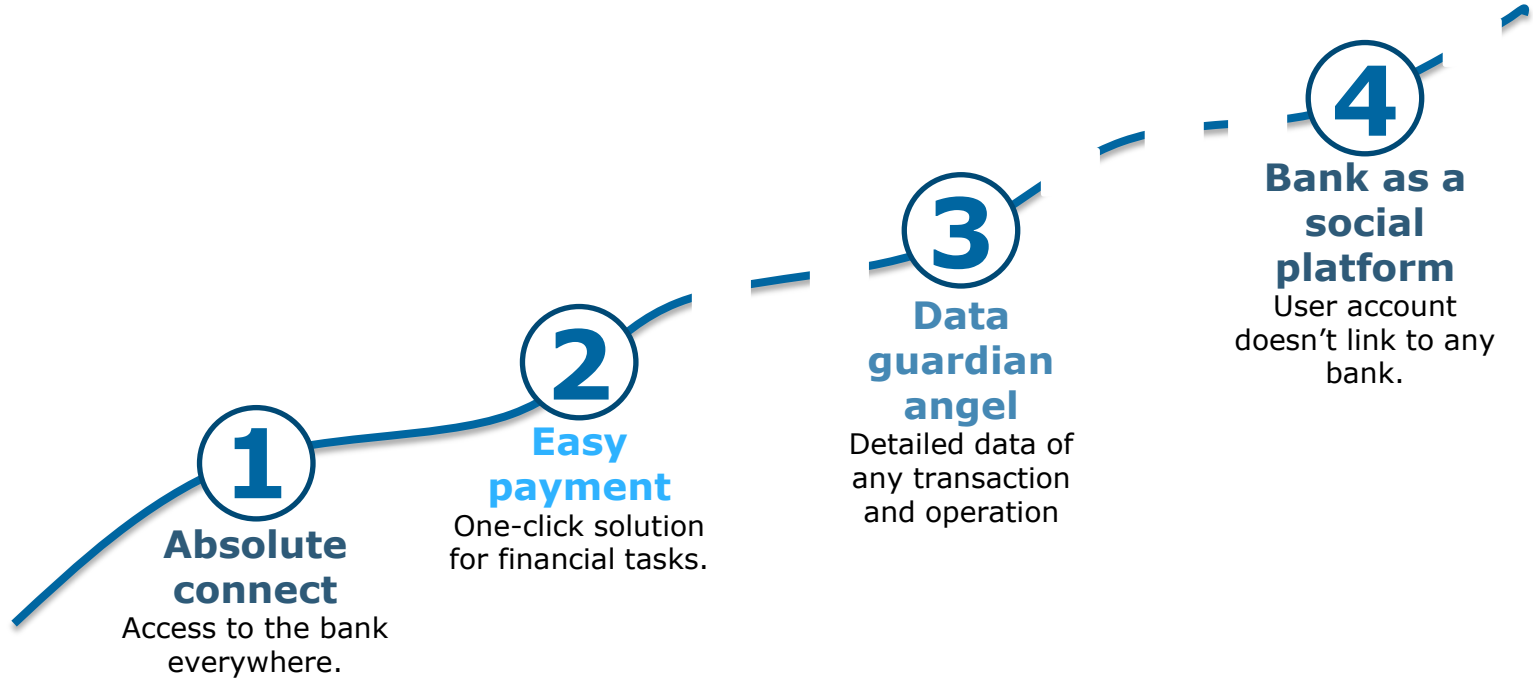 1
Absolute
connect
Access to the bank
everywhere.
2
Easy
payment
One-click solution
for financial tasks.
3
Data
guardian
angel
Detailed data of
any transaction
and operation
4
Bank as a
social
platform
User account
doesn’t link to any
bank.